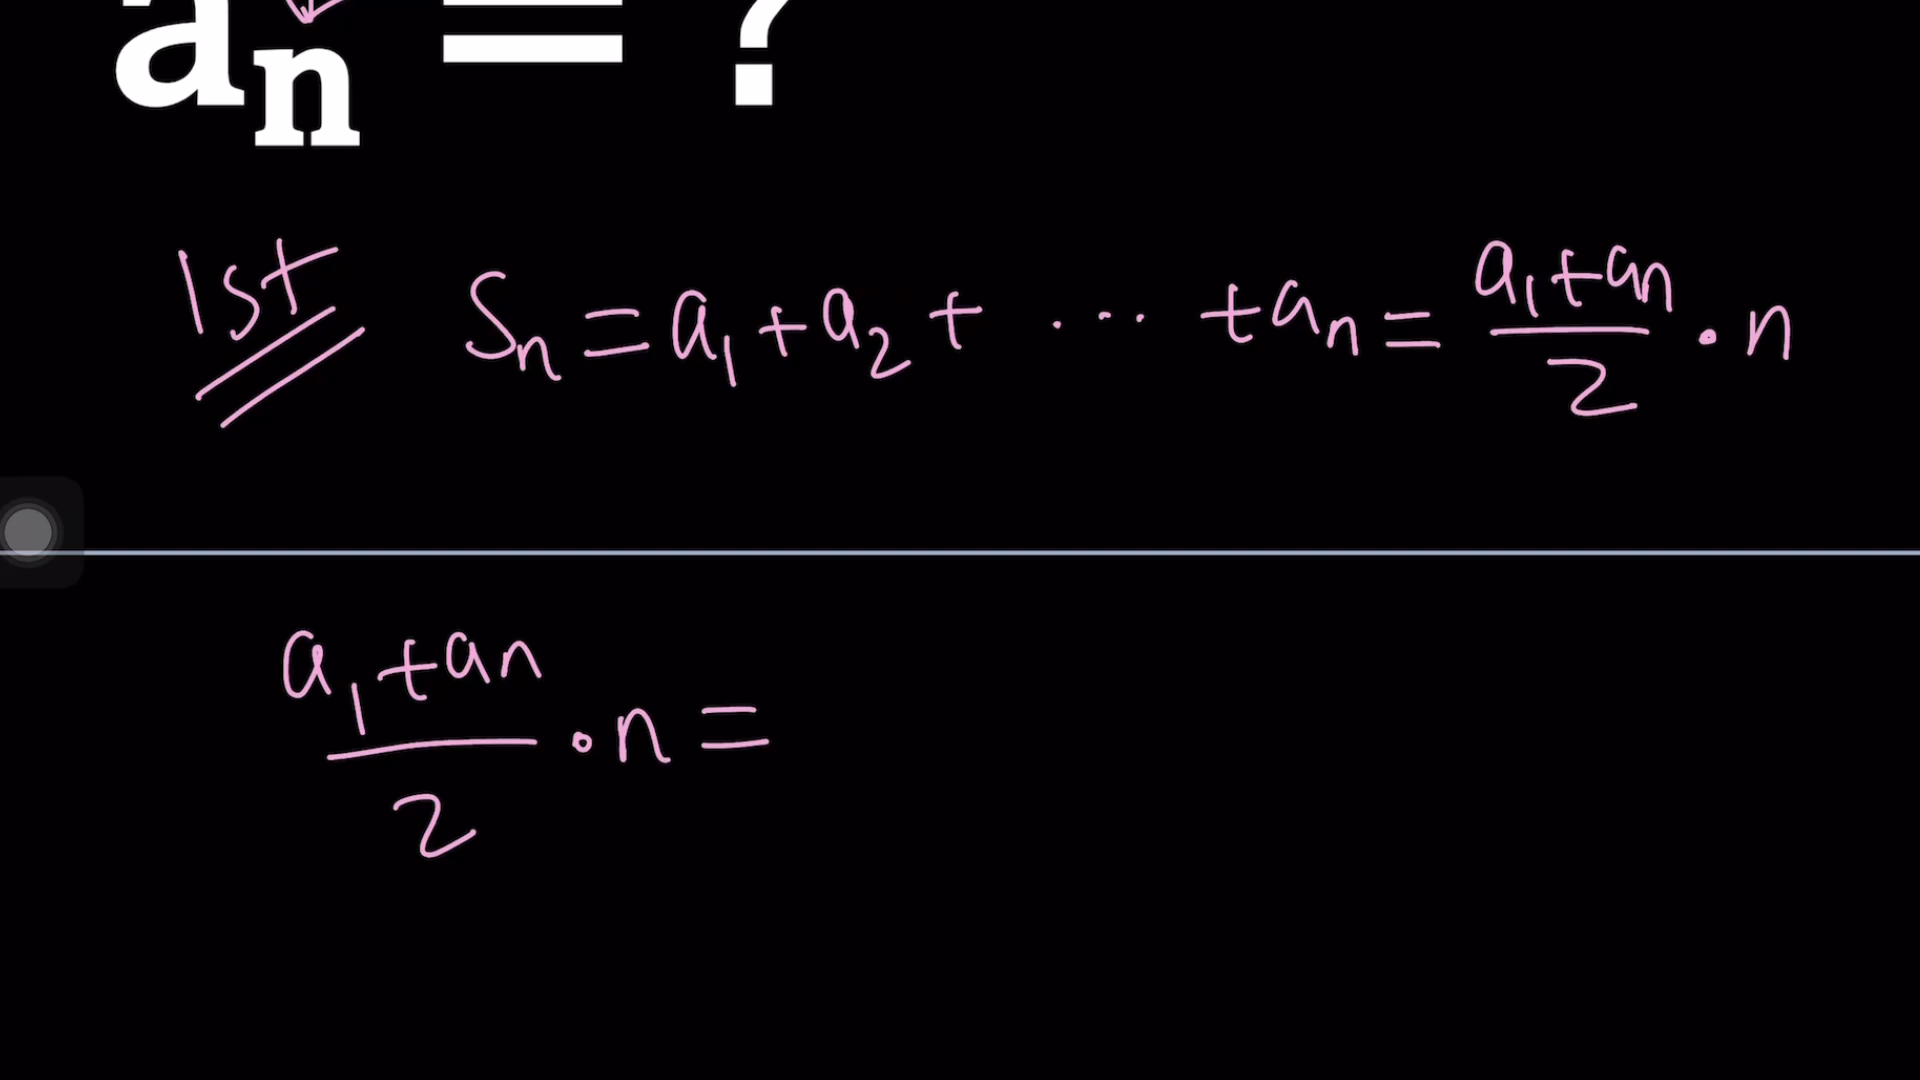 aₙ = ?
1st Sₙ = a₁ + a₂ + ... + aₙ = (a₁ + aₙ)/2 · n
(a₁ + aₙ)/2 · n =